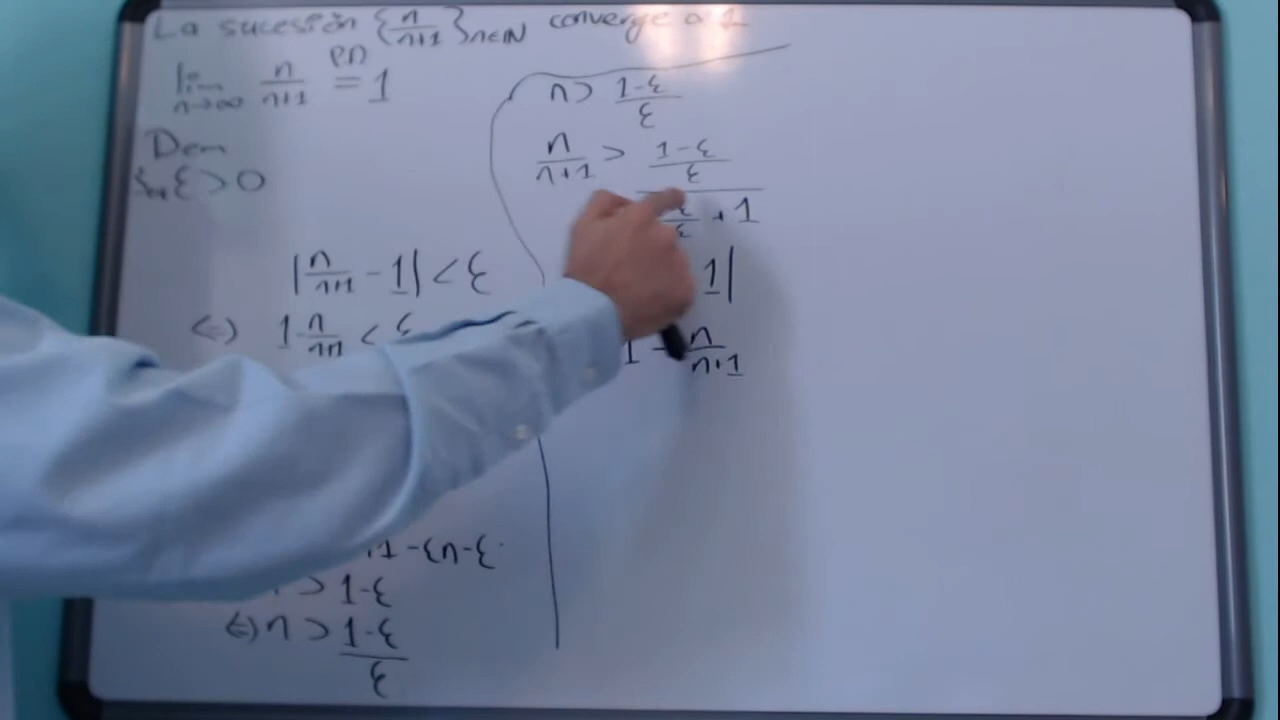 La sucesión {n/n+1}n∈ℕ converge a 1
lim n→∞ n/n+1 = 1
PD
Dem
ε > 0
|n/n+1 - 1| < ε
1 - n/n+1 < ε
1 - εn - ε
> 1-ε
⇔) n > 1-ε/ε
n > 1-ε/ε
n/n+1 > 1-ε/ε
+ 1
1|
1 - n/n+1